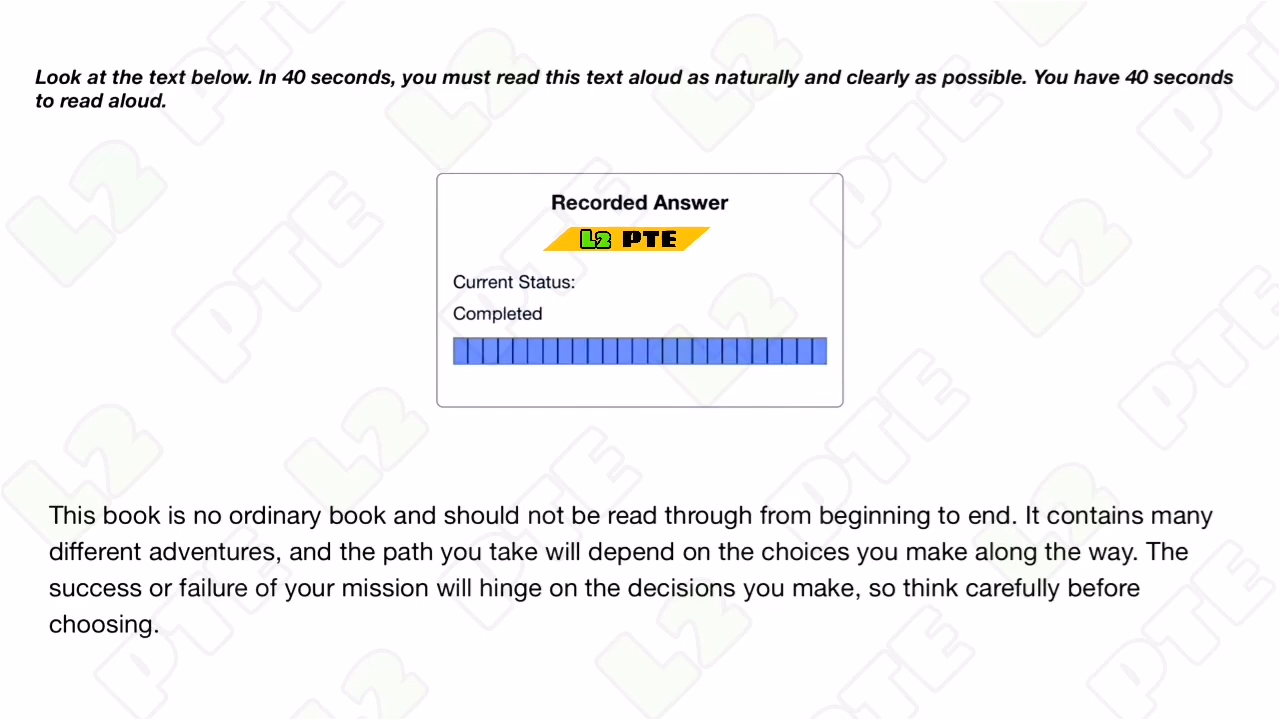 Look at the text below. In 40 seconds, you must read this text aloud as naturally and clearly as possible. You have 40 seconds
to read aloud.
Recorded Answer
L2 PTE
Current Status:
Completed
This book is no ordinary book and should not be read through from beginning to end. It contains many
different adventures, and the path you take will depend on the choices you make along the way. The
success or failure of your mission will hinge on the decisions you make, so think carefully before
choosing.